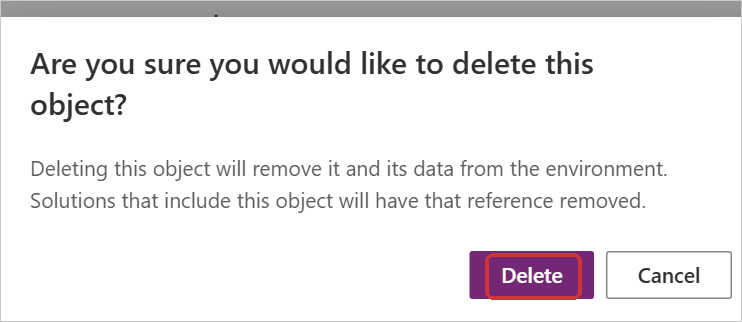 Are you sure you would like to delete this
object?
Deleting this object will remove it and its data from the environment.
Solutions that include this object will have that reference removed.
Delete
Cancel